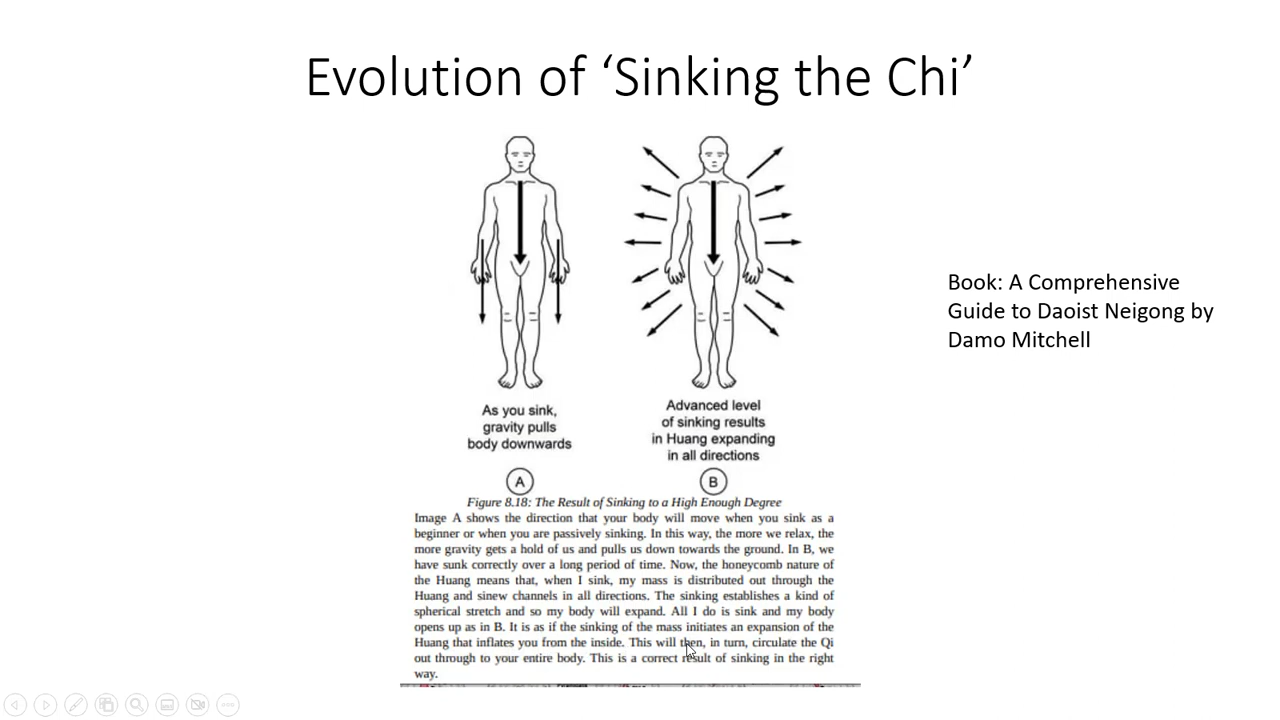 Evolution of ‘Sinking the Chi’
As you sink,
gravity pulls
body downwards
A
Advanced level
of sinking results
in Huang expanding
in all directions
B
Figure 8.18: The Result of Sinking to a High Enough Degree
Image A shows the direction that your body will move when you sink as a
beginner or when you are passively sinking. In this way, the more we relax, the
more gravity gets a hold of us and pulls us down towards the ground. In B, we
have sunk correctly over a long period of time. Now, the honeycomb nature of
the Huang means that, when I sink, my mass is distributed out through the
Huang and sinew channels in all directions. The sinking establishes a kind of
spherical stretch and so my body will expand. All I do is sink and my body
opens up as in B. It is as if the sinking of the mass initiates an expansion of the
Huang that inflates you from the inside. This will then, in turn, circulate the Qi
out through to your entire body. This is a correct result of sinking in the right
way.
Book: A Comprehensive
Guide to Daoist Neigong by
Damo Mitchell